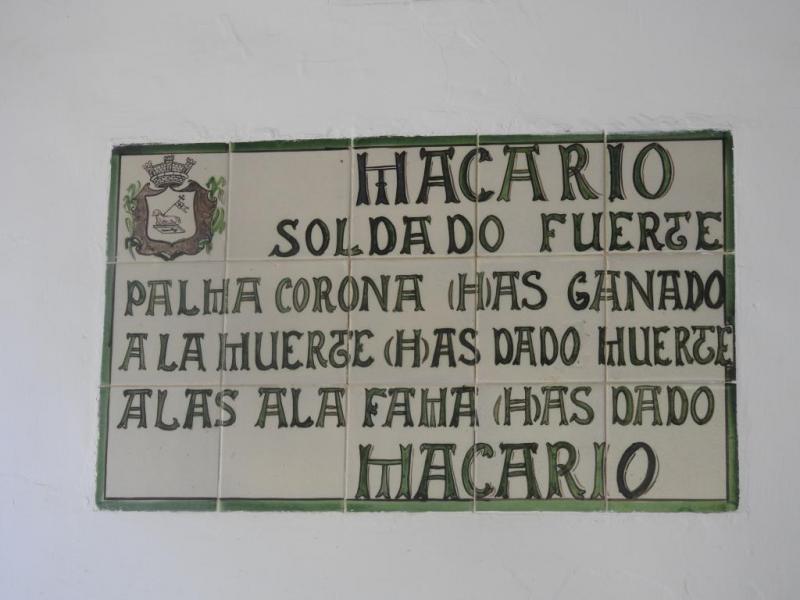 MACARIO
SOLDADO FUERTE
PALMA CORONA (H)AS GANADO
A LA MUERTE (H)AS DADO MUERTE
ALAS ALA FAMA (H)AS DADO
MACARIO